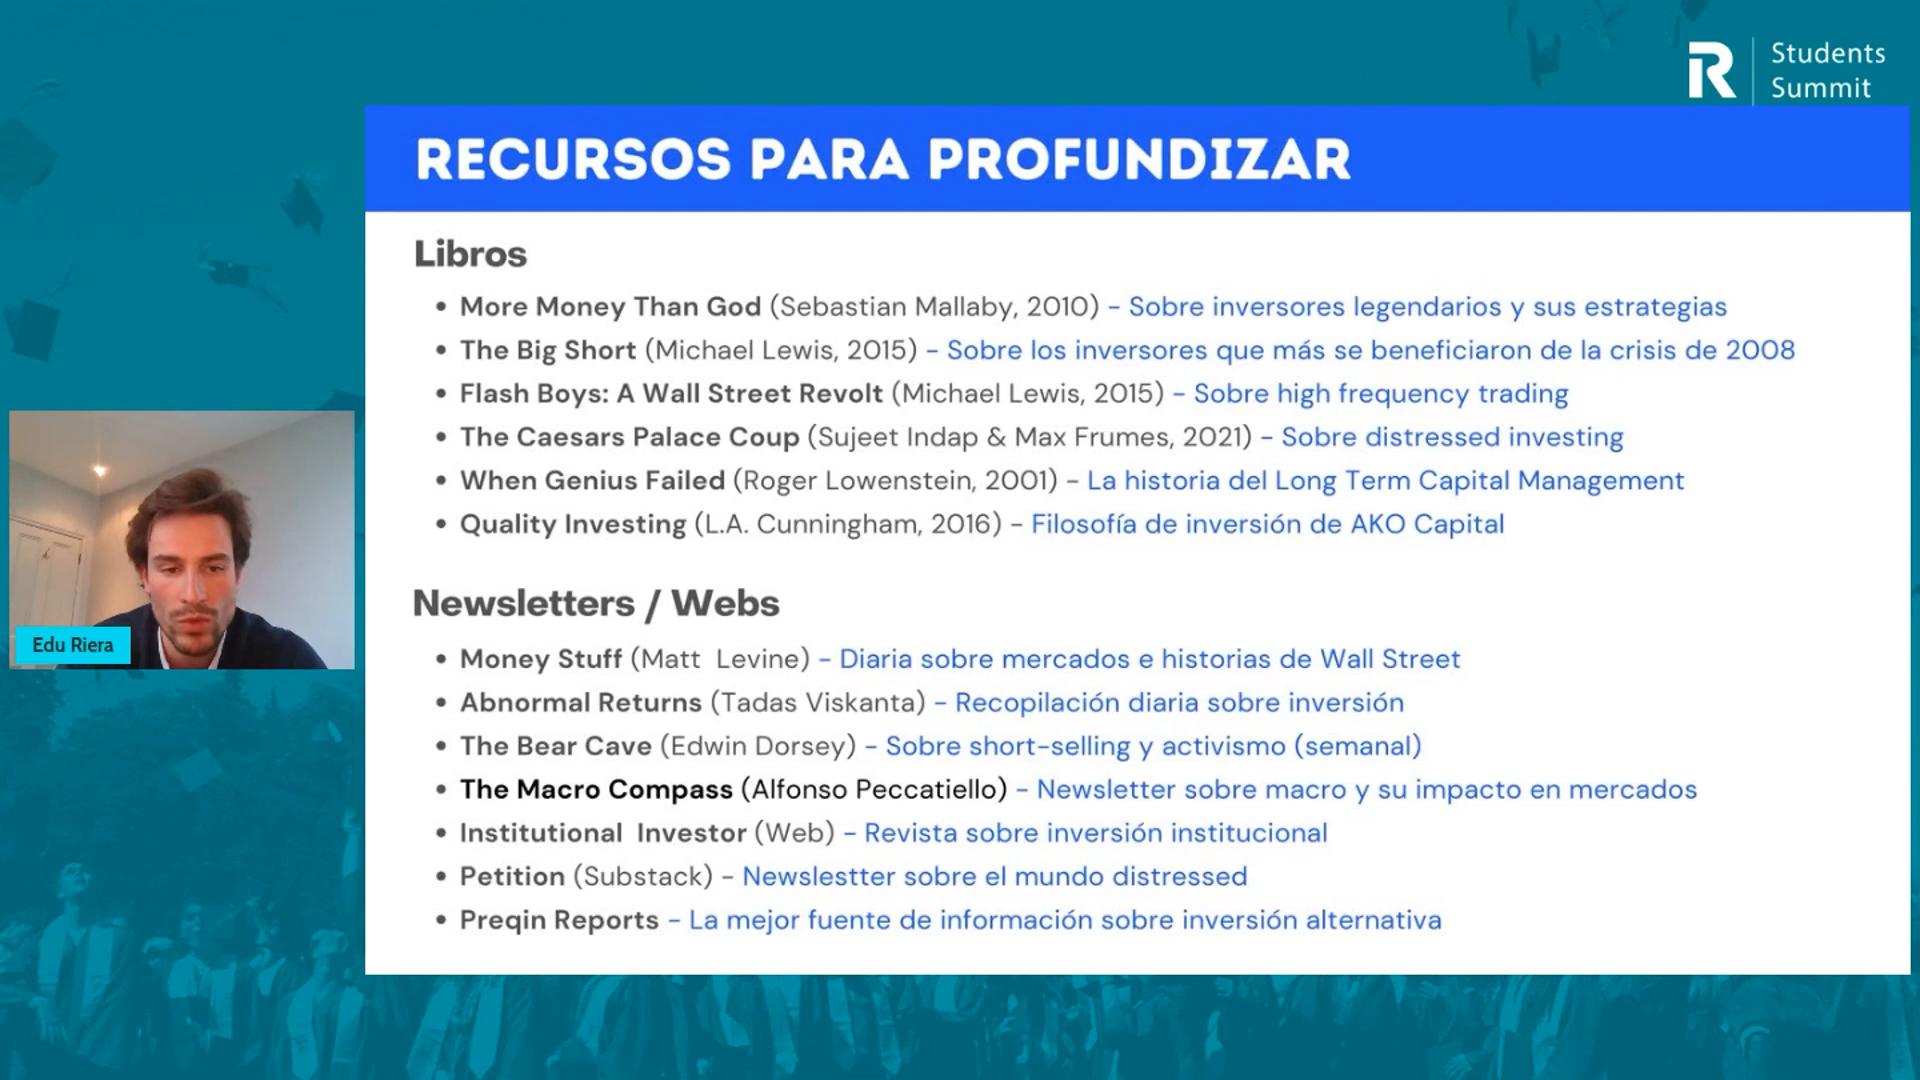 Students
Summit
RECURSOS PARA PROFUNDIZAR
Libros
• More Money Than God (Sebastian Mallaby, 2010) - Sobre inversores legendarios y sus estrategias
• The Big Short (Michael Lewis, 2015) - Sobre los inversores que más se beneficiaron de la crisis de 2008
• Flash Boys: A Wall Street Revolt (Michael Lewis, 2015) - Sobre high frequency trading
• The Caesars Palace Coup (Sujeet Indap & Max Frumes, 2021) - Sobre distressed investing
• When Genius Failed (Roger Lowenstein, 2001) - La historia del Long Term Capital Management
• Quality Investing (L.A. Cunningham, 2016) - Filosofía de inversión de AKO Capital
Newsletters / Webs
• Money Stuff (Matt Levine) - Diaria sobre mercados e historias de Wall Street
• Abnormal Returns (Tadas Viskanta) - Recopilación diaria sobre inversión
• The Bear Cave (Edwin Dorsey) - Sobre short-selling y activismo (semanal)
• The Macro Compass (Alfonso Peccatiello) - Newsletter sobre macro y su impacto en mercados
• Institutional Investor (Web) - Revista sobre inversión institucional
• Petition (Substack) - Newslestter sobre el mundo distressed
• Preqin Reports - La mejor fuente de información sobre inversión alternativa
Edu Riera